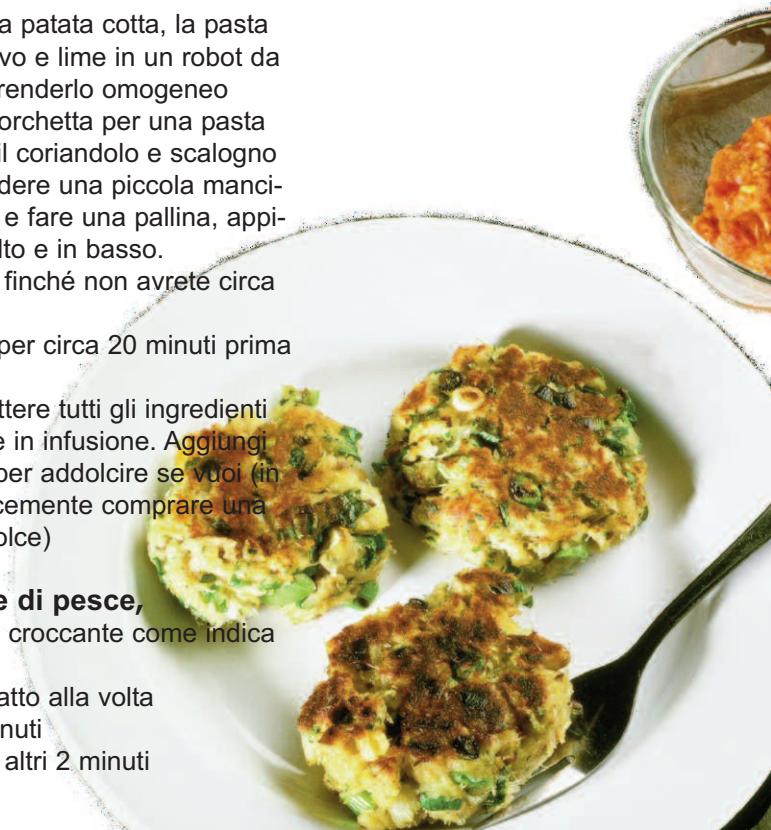 a patata cotta, la pasta
vo e lime in un robot da
renderlo omogeneo
orchetta per una pasta
il coriandolo e scalogno
dere una piccola manci-
e fare una pallina, appi-
lto e in basso.
finché non avrete circa
per circa 20 minuti prima
ttere tutti gli ingredienti
e in infusione. Aggiungi
per addolcire se vuoi (in
cemente comprare una
olce)
e di pesce,
croccante come indica
atto alla volta
nuti
altri 2 minuti